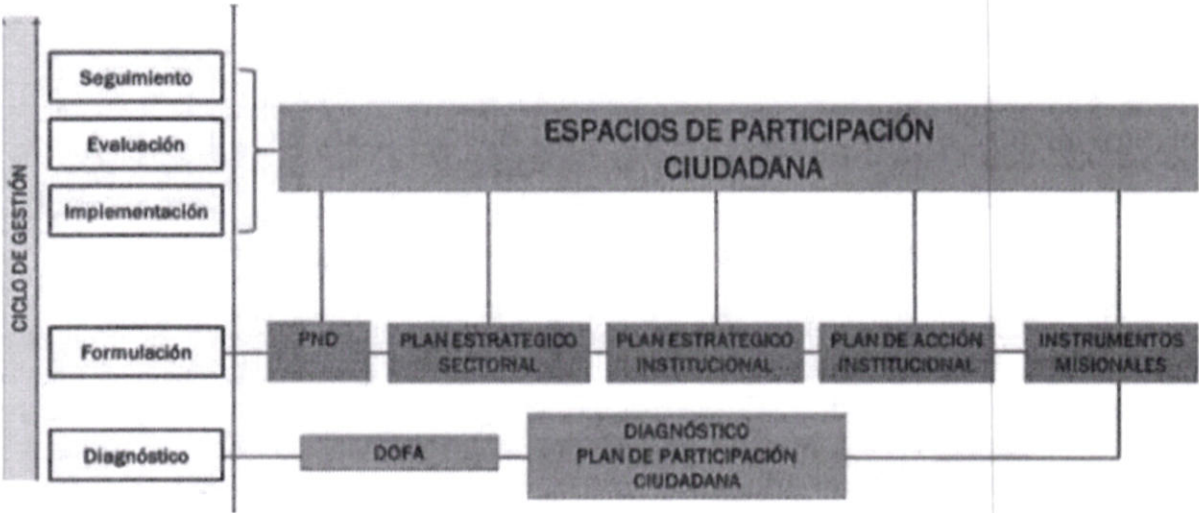 CICLO DE GESTIÓN
Seguimiento
Evaluación
Implementación
ESPACIOS DE PARTICIPACIÓN
CIUDADANA
Formulación
PND
PLAN ESTRATEGICO
SECTORIAL
PLAN ESTRATEGICO
INSTITUCIONAL
PLAN DE ACCIÓN
INSTITUCIONAL
INSTRUMENTOS
MISIONALES
Diagnóstico
DOFA
DIAGNÓSTICO
PLAN DE PARTICIPACIÓN
CIUDADANA